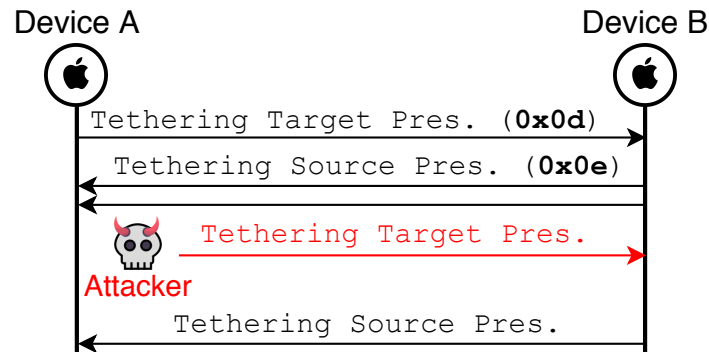 Device A
Device B
Tethering Target Pres. (0x0d)
Tethering Source Pres. (0x0e)
Tethering Target Pres.
Attacker
Tethering Source Pres.